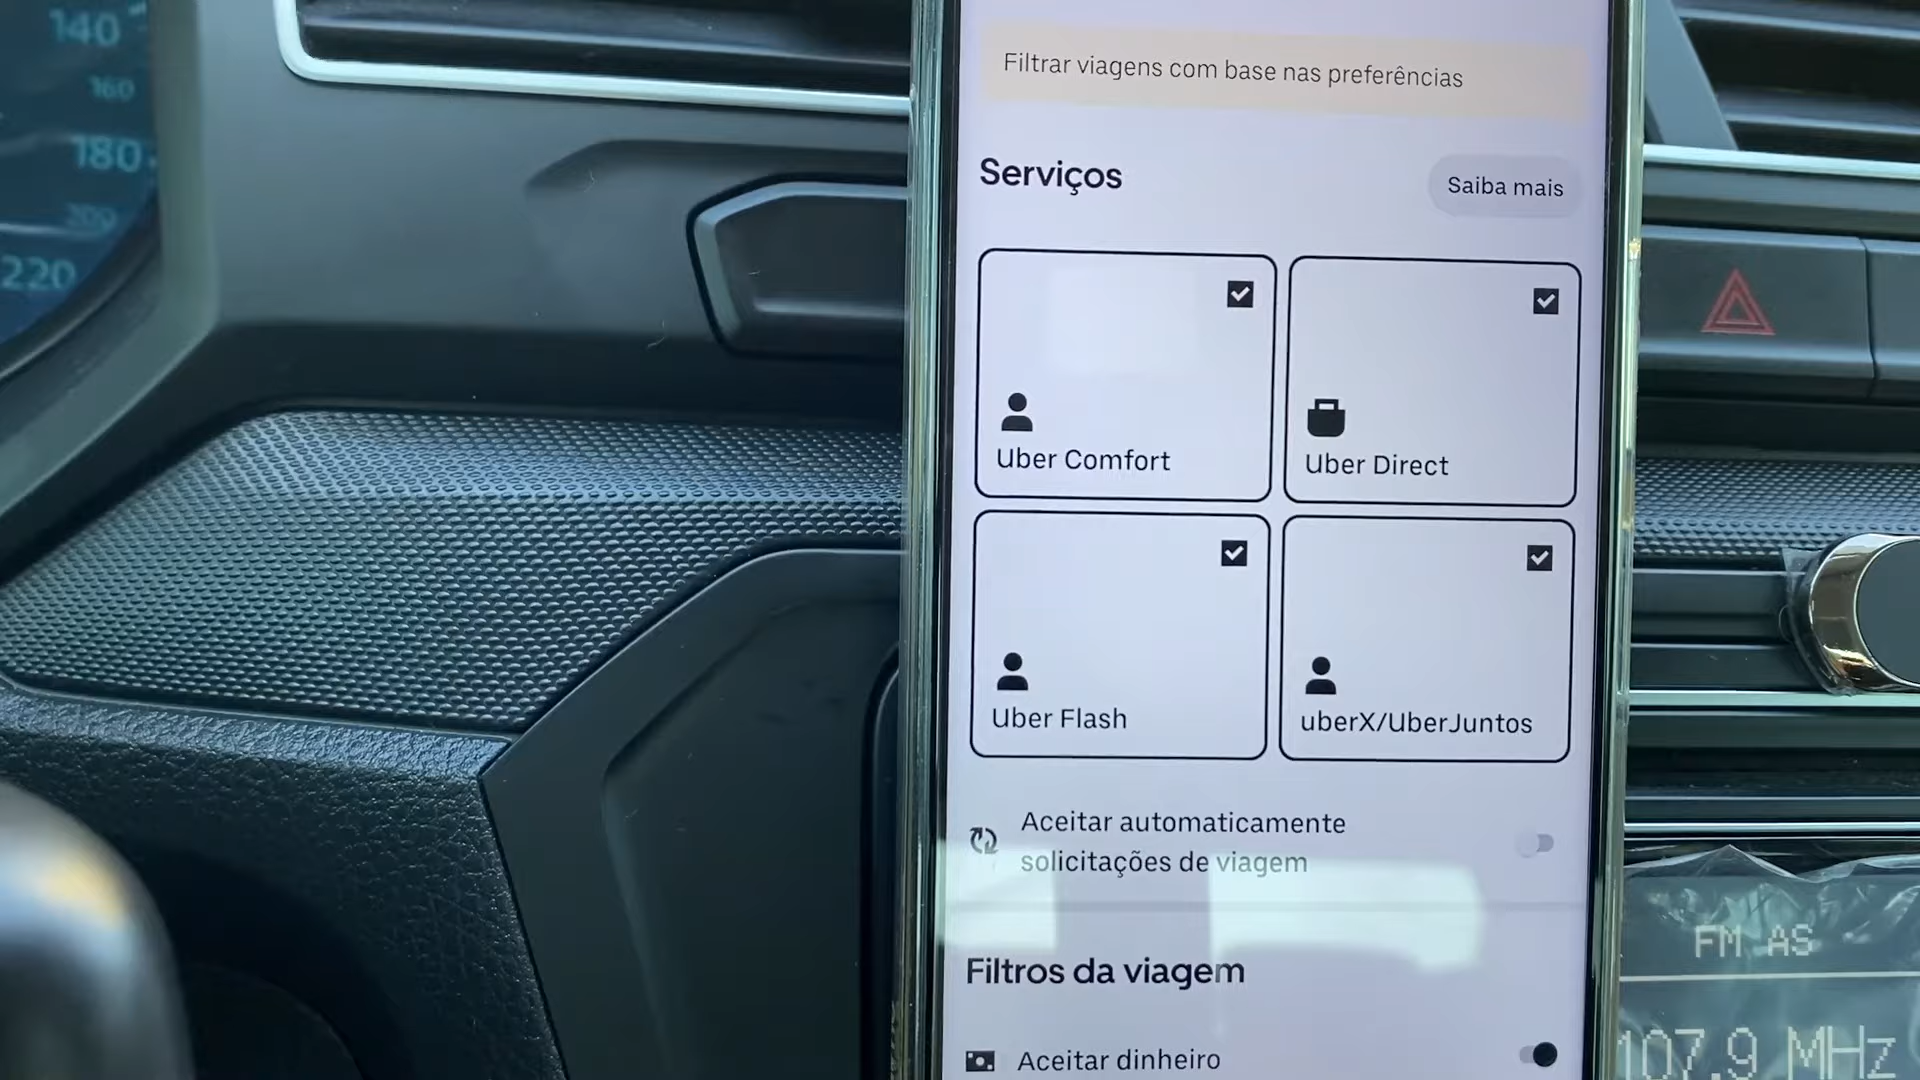 140
160
180
200
220
Filtrar viagens com base nas preferências
Serviços
Saiba mais
Uber Comfort
Uber Direct
Uber Flash
uberX/UberJuntos
Aceitar automaticamente
solicitações de viagem
Filtros da viagem
Aceitar dinheiro
FM AS
107.9 MHz